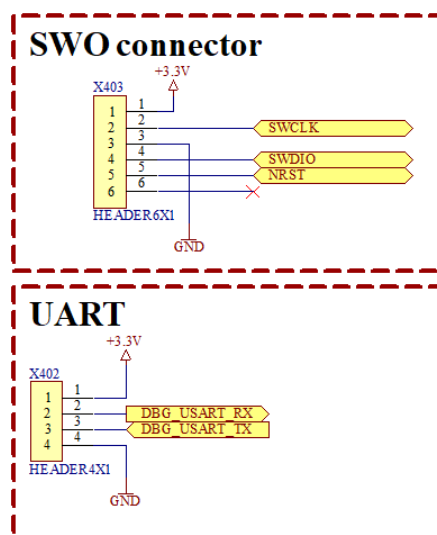 SWO connector
+3.3V
X403
1 1
2 2 SWCLK
3 3
4 4 SWDIO
5 5 NRST
6 6
HEADER6X1
GND
UART
+3.3V
X402
1 1
2 2 DBG_USART_RX
3 3 DBG_USART_TX
4 4
HEADER4X1
GND